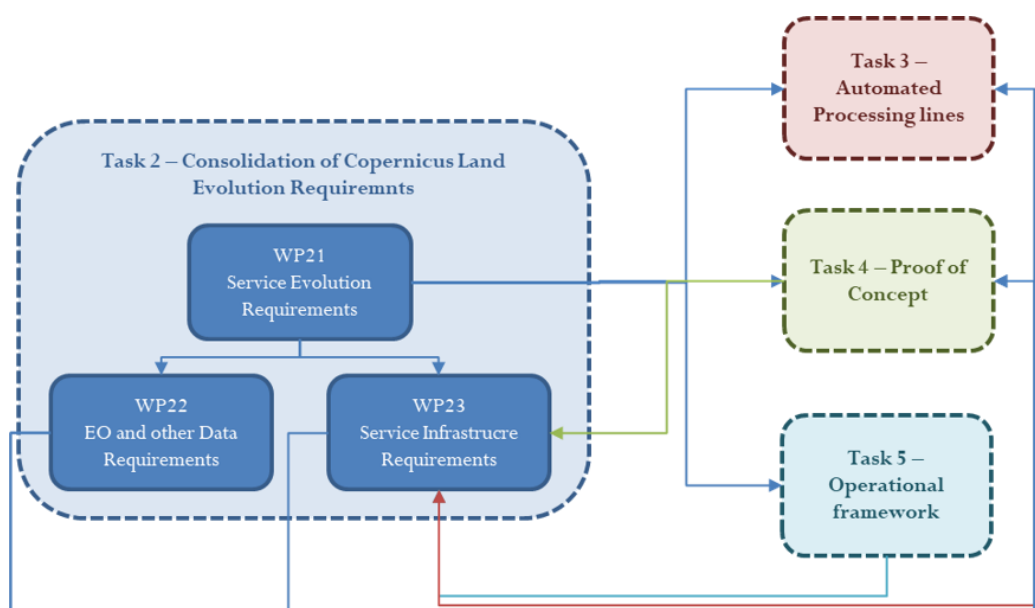 Task 2 – Consolidation of Copernicus Land
Evolution Requiremnts
WP21
Service Evolution
Requirements
WP22
EO and other Data
Requirements
WP23
Service Infrastrucre
Requirements
Task 3 –
Automated
Processing lines
Task 4 – Proof of
Concept
Task 5 –
Operational
framework